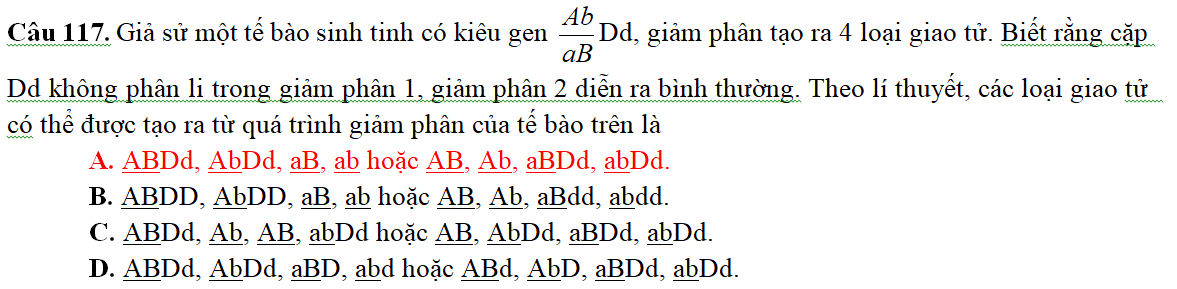 Câu 117. Giả sử một tế bào sinh tinh có kiêu gen Ab/aB Dd, giảm phân tạo ra 4 loại giao tử. Biết rằng cặp
Dd không phân li trong giảm phân 1, giảm phân 2 diễn ra bình thường. Theo lí thuyết, các loại giao tử
có thể được tạo ra từ quá trình giảm phân của tế bào trên là
A. ABDd, AbDd, aB, ab hoặc AB, Ab, aBDd, abDd.
B. ABDD, AbDD, aB, ab hoặc AB, Ab, aBdd, abdd.
C. ABDd, Ab, AB, abDd hoặc AB, AbDd, aBDd, abDd.
D. ABDd, AbDd, aBD, abd hoặc ABd, AbD, aBDd, abDd.